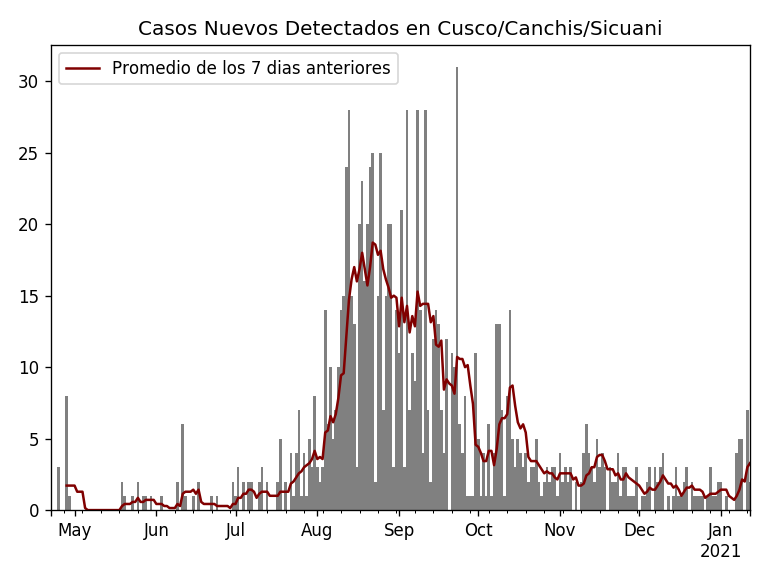 Casos Nuevos Detectados en Cusco/Canchis/Sicuani
Promedio de los 7 dias anteriores
30
25
20
15
10
5
0
May Jun Jul Aug Sep Oct Nov Dec Jan
2021